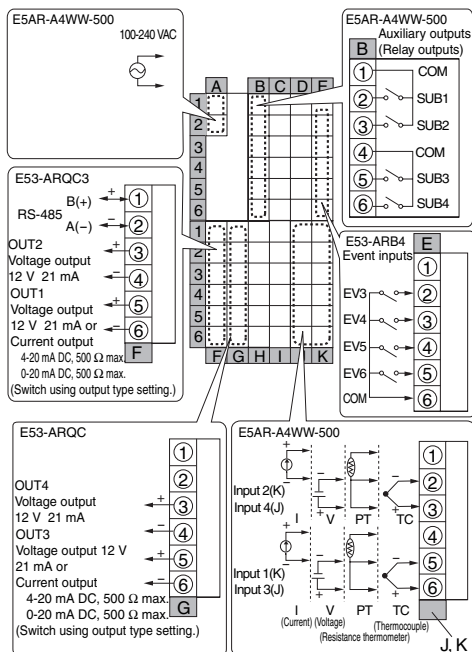 E5AR-A4WW-500
100-240 VAC
E5AR-A4WW-500
Auxiliary outputs
(Relay outputs)
B
1 COM
2 SUB1
3 SUB2
4 COM
5 SUB3
6 SUB4
A B C D E
1
2
3
4
5
6
1
2
3
4
5
6
F G H I J K
E53-ARQC3
RS-485
B(+) + 1
A(−) − 2
OUT2
Voltage output
12 V 21 mA
+ 3
− 4
OUT1
Voltage output
12 V 21 mA or
Current output
+ 5
− 6
4-20 mA DC, 500 Ω max.
0-20 mA DC, 500 Ω max.
(Switch using output type setting.)
F
E53-ARB4
Event inputs
E
1
EV3 2
EV4 3
EV5 4
EV6 5
COM 6
E53-ARQC
1
2
OUT4
Voltage output
12 V 21 mA
+ 3
− 4
OUT3
Voltage output 12 V
21 mA or
Current output
+ 5
− 6
4-20 mA DC, 500 Ω max.
0-20 mA DC, 500 Ω max.
(Switch using output type setting.)
G
E5AR-A4WW-500
1
2
3
4
5
6
+ − − +
Input 2(K)
Input 4(J)
I V PT TC
+ − − +
Input 1(K)
Input 3(J)
I V PT TC
(Current) (Voltage) (Thermocouple)
(Resistance thermometer)
J, K